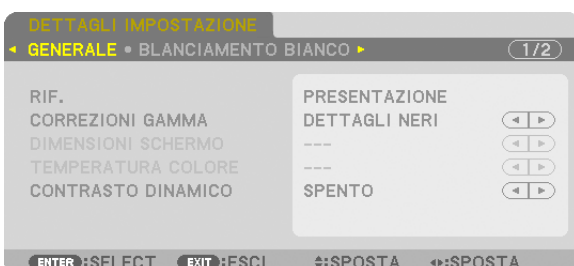 DETTAGLI IMPOSTAZIONE
GENERALE • BLANCIAMENTO BIANCO 1/2
RIF. PRESENTAZIONE
CORREZIONI GAMMA DETTAGLI NERI
DIMENSIONI SCHERMO ---
TEMPERATURA COLORE ---
CONTRASTO DINAMICO SPENTO
ENTER :SELECT EXIT :ESCI :SPOSTA :SPOSTA